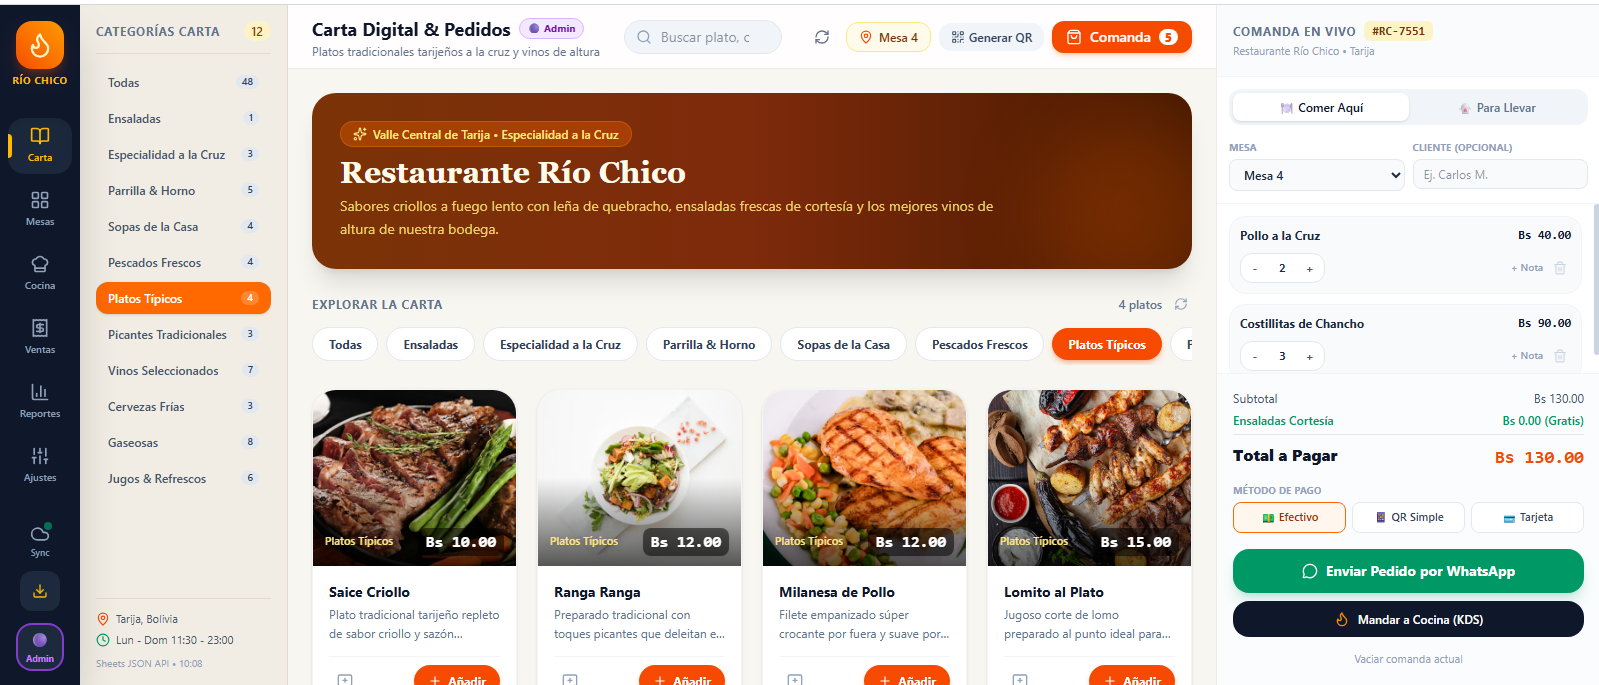 RÍO CHICO
Carta
Mesas
Cocina
Ventas
Reportes
Ajustes
Sync
Admin
CATEGORÍAS CARTA 12
Todas 48
Ensaladas 1
Especialidad a la Cruz 3
Parrilla & Horno 5
Sopas de la Casa 4
Pescados Frescos 4
Platos Típicos 4
Picantes Tradicionales 3
Vinos Seleccionados 7
Cervezas Frías 3
Gaseosas 8
Jugos & Refrescos 6
Tarija, Bolivia
Lun - Dom 11:30 - 23:00
Sheets JSON API • 10:08
Carta Digital & Pedidos Admin
Platos tradicionales tarijeños a la cruz y vinos de altura
Buscar plato, c
Mesa 4
Generar QR
Comanda 5
Valle Central de Tarija • Especialidad a la Cruz
Restaurante Río Chico
Sabores criollos a fuego lento con leña de quebracho, ensaladas frescas de cortesía y los mejores vinos de
altura de nuestra bodega.
EXPLORAR LA CARTA 4 platos
Todas Ensaladas Especialidad a la Cruz Parrilla & Horno Sopas de la Casa Pescados Frescos Platos Típicos
Platos Típicos Bs 10.00
Saice Criollo
Plato tradicional tarijeño repleto
de sabor criollo y sazón...
+ Añadir
Platos Típicos Bs 12.00
Ranga Ranga
Preparado tradicional con
toques picantes que deleitan e...
+ Añadir
Platos Típicos Bs 12.00
Milanesa de Pollo
Filete empanizado súper
crocante por fuera y suave por...
+ Añadir
Platos Típicos Bs 15.00
Lomito al Plato
Jugoso corte de lomo
preparado al punto ideal para...
+ Añadir
COMANDA EN VIVO #RC-7551
Restaurante Río Chico • Tarija
Comer Aquí Para Llevar
MESA CLIENTE (OPCIONAL)
Mesa 4 Ej. Carlos M.
Pollo a la Cruz Bs 40.00
- 2 + + Nota
Costillitas de Chancho Bs 90.00
- 3 + + Nota
Subtotal Bs 130.00
Ensaladas Cortesía Bs 0.00 (Gratis)
Total a Pagar Bs 130.00
MÉTODO DE PAGO
Efectivo QR Simple Tarjeta
Enviar Pedido por WhatsApp
Mandar a Cocina (KDS)
Vaciar comanda actual